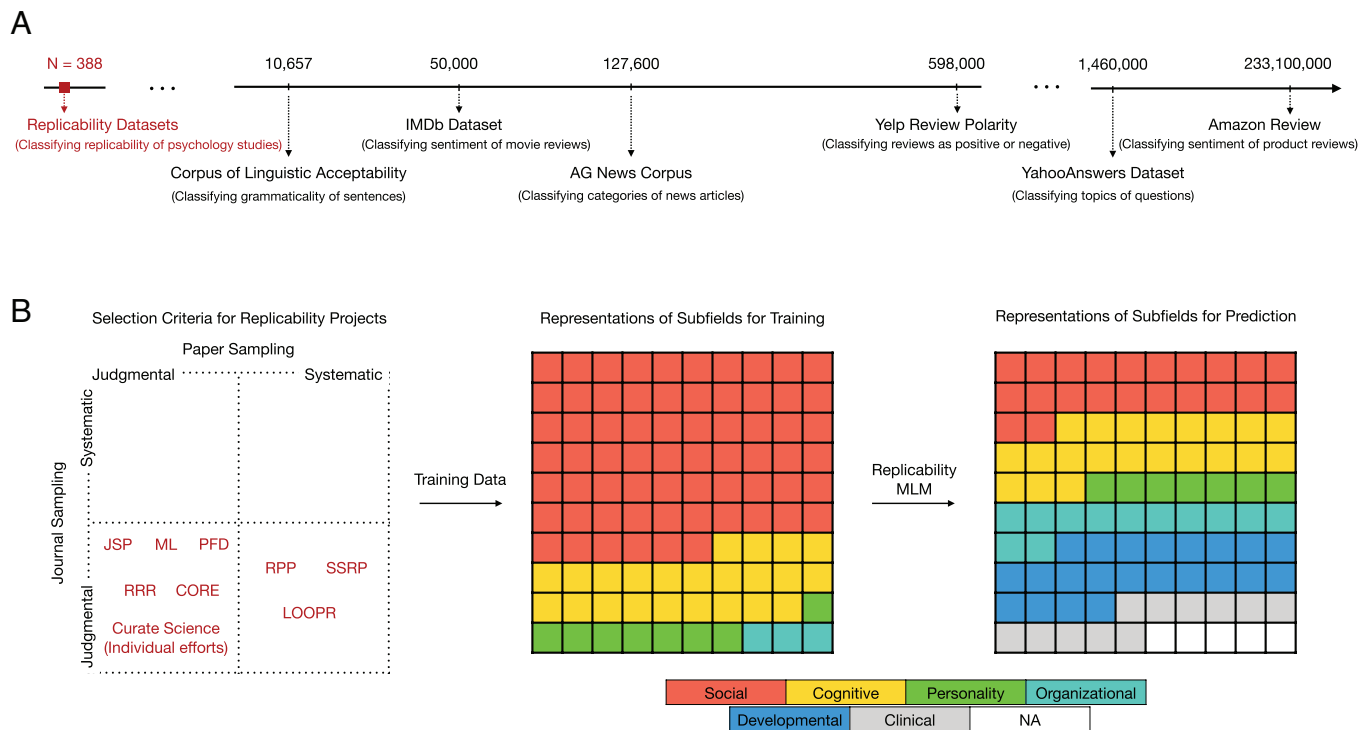 A
N = 388
10,657
50,000
127,600
598,000
1,460,000
233,100,000
Replicability Datasets
(Classifying replicability of psychology studies)
IMDb Dataset
(Classifying sentiment of movie reviews)
Yelp Review Polarity
(Classifying reviews as positive or negative)
Amazon Review
(Classifying sentiment of product reviews)
Corpus of Linguistic Acceptability
(Classifying grammaticality of sentences)
AG News Corpus
(Classifying categories of news articles)
YahooAnswers Dataset
(Classifying topics of questions)
B
Selection Criteria for Replicability Projects
Paper Sampling
Judgmental
Systematic
Journal Sampling
Systematic
Judgmental
JSP ML PFD
RRR CORE
Curate Science
(Individual efforts)
RPP SSRP
LOOPR
Training Data
Representations of Subfields for Training
Replicability
MLM
Representations of Subfields for Prediction
Social Cognitive Personality Organizational
Developmental Clinical NA